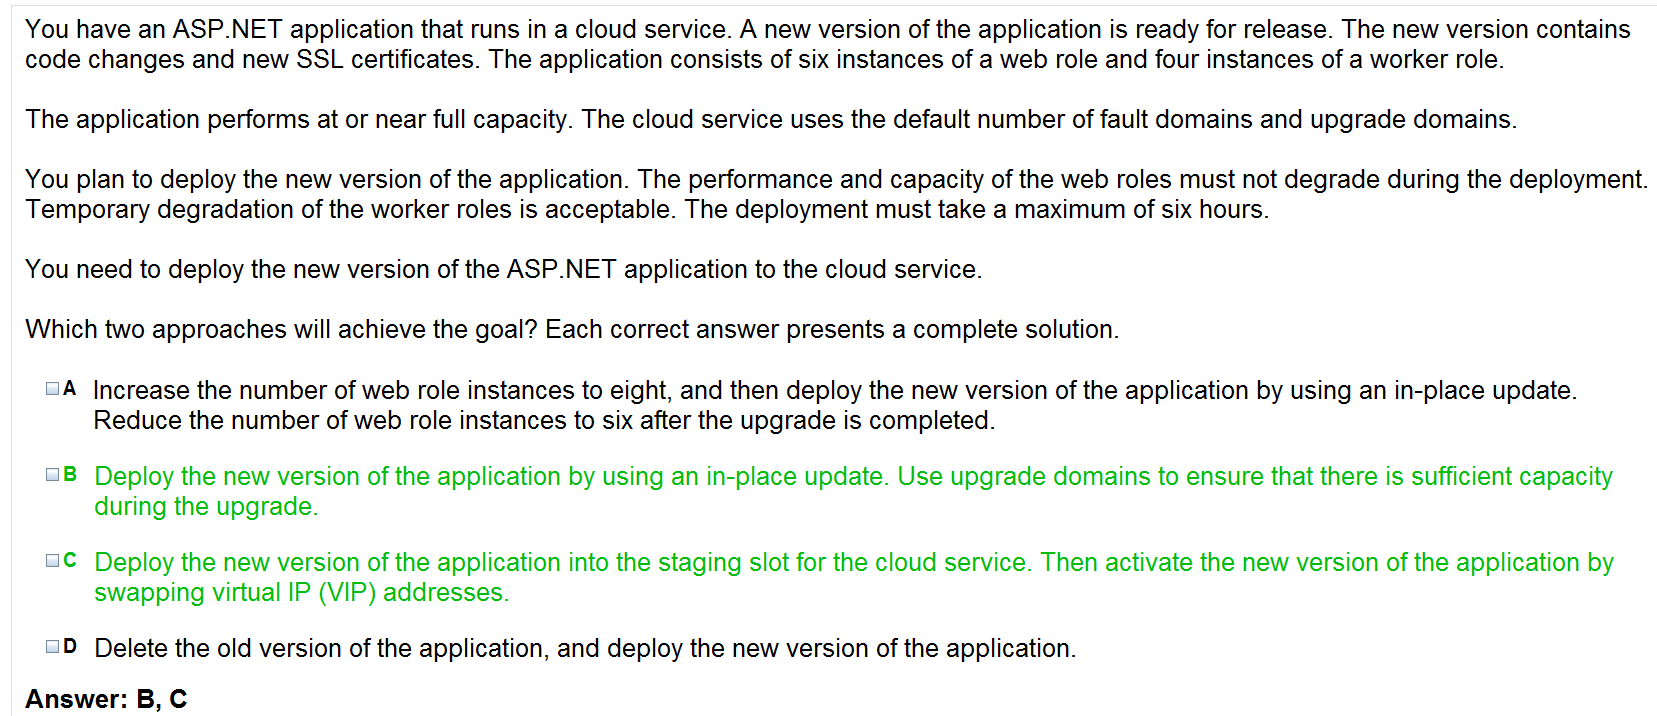 You have an ASP.NET application that runs in a cloud service. A new version of the application is ready for release. The new version contains
code changes and new SSL certificates. The application consists of six instances of a web role and four instances of a worker role.
The application performs at or near full capacity. The cloud service uses the default number of fault domains and upgrade domains.
You plan to deploy the new version of the application. The performance and capacity of the web roles must not degrade during the deployment.
Temporary degradation of the worker roles is acceptable. The deployment must take a maximum of six hours.
You need to deploy the new version of the ASP.NET application to the cloud service.
Which two approaches will achieve the goal? Each correct answer presents a complete solution.
A Increase the number of web role instances to eight, and then deploy the new version of the application by using an in-place update.
Reduce the number of web role instances to six after the upgrade is completed.
B Deploy the new version of the application by using an in-place update. Use upgrade domains to ensure that there is sufficient capacity
during the upgrade.
C Deploy the new version of the application into the staging slot for the cloud service. Then activate the new version of the application by
swapping virtual IP (VIP) addresses.
D Delete the old version of the application, and deploy the new version of the application.
Answer: B, C